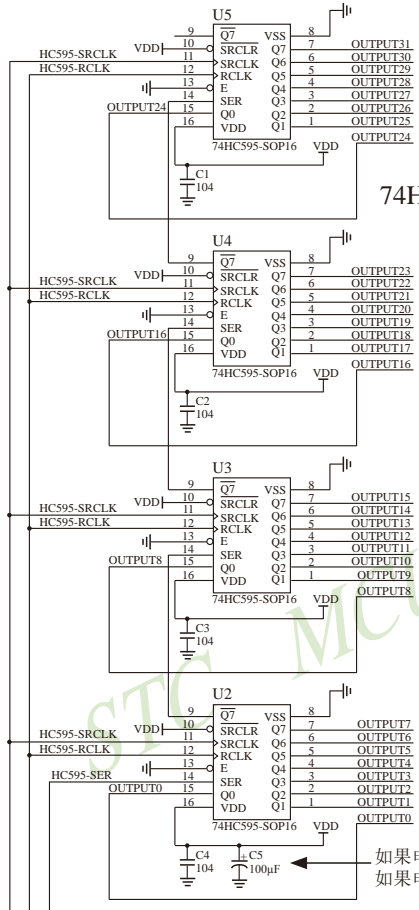 U5
9 Q7 VSS 8
VDD 10 SRCLR Q7 7 OUTPUT31
HC595-SRCLK 11 SRCLK Q6 6 OUTPUT30
HC595-RCLK 12 RCLK Q5 5 OUTPUT29
13 E Q4 4 OUTPUT28
14 SER Q3 3 OUTPUT27
OUTPUT24 15 Q0 Q2 2 OUTPUT26
16 VDD Q1 1 OUTPUT25
OUTPUT24
74HC595-SOP16 VDD
C1
104
74H
U4
9 Q7 VSS 8
VDD 10 SRCLR Q7 7 OUTPUT23
HC595-SRCLK 11 SRCLK Q6 6 OUTPUT22
HC595-RCLK 12 RCLK Q5 5 OUTPUT21
13 E Q4 4 OUTPUT20
14 SER Q3 3 OUTPUT19
OUTPUT16 15 Q0 Q2 2 OUTPUT18
16 VDD Q1 1 OUTPUT17
OUTPUT16
74HC595-SOP16 VDD
C2
104
U3
9 Q7 VSS 8
VDD 10 SRCLR Q7 7 OUTPUT15
HC595-SRCLK 11 SRCLK Q6 6 OUTPUT14
HC595-RCLK 12 RCLK Q5 5 OUTPUT13
13 E Q4 4 OUTPUT12
14 SER Q3 3 OUTPUT11
OUTPUT8 15 Q0 Q2 2 OUTPUT10
16 VDD Q1 1 OUTPUT9
OUTPUT8
74HC595-SOP16 VDD
C3
104
STC MCU
U2
9 Q7 VSS 8
VDD 10 SRCLR Q7 7 OUTPUT7
HC595-SRCLK 11 SRCLK Q6 6 OUTPUT6
HC595-RCLK 12 RCLK Q5 5 OUTPUT5
13 E Q4 4 OUTPUT4
HC595-SER 14 SER Q3 3 OUTPUT3
OUTPUT0 15 Q0 Q2 2 OUTPUT2
16 VDD Q1 1 OUTPUT1
OUTPUT0
74HC595-SOP16 VDD
C4
104
C5
100μF
如果
如果